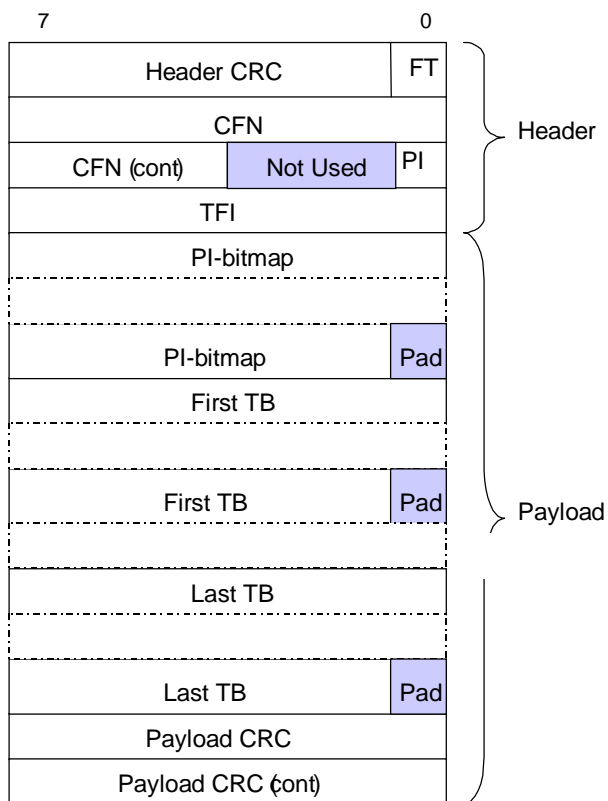 7 0
Header CRC FT
CFN
Header
CFN (cont) Not Used PI
TFI
PI-bitmap
PI-bitmap Pad
First TB
First TB Pad
Payload
Last TB
Last TB Pad
Payload CRC
Payload CRC (cont)